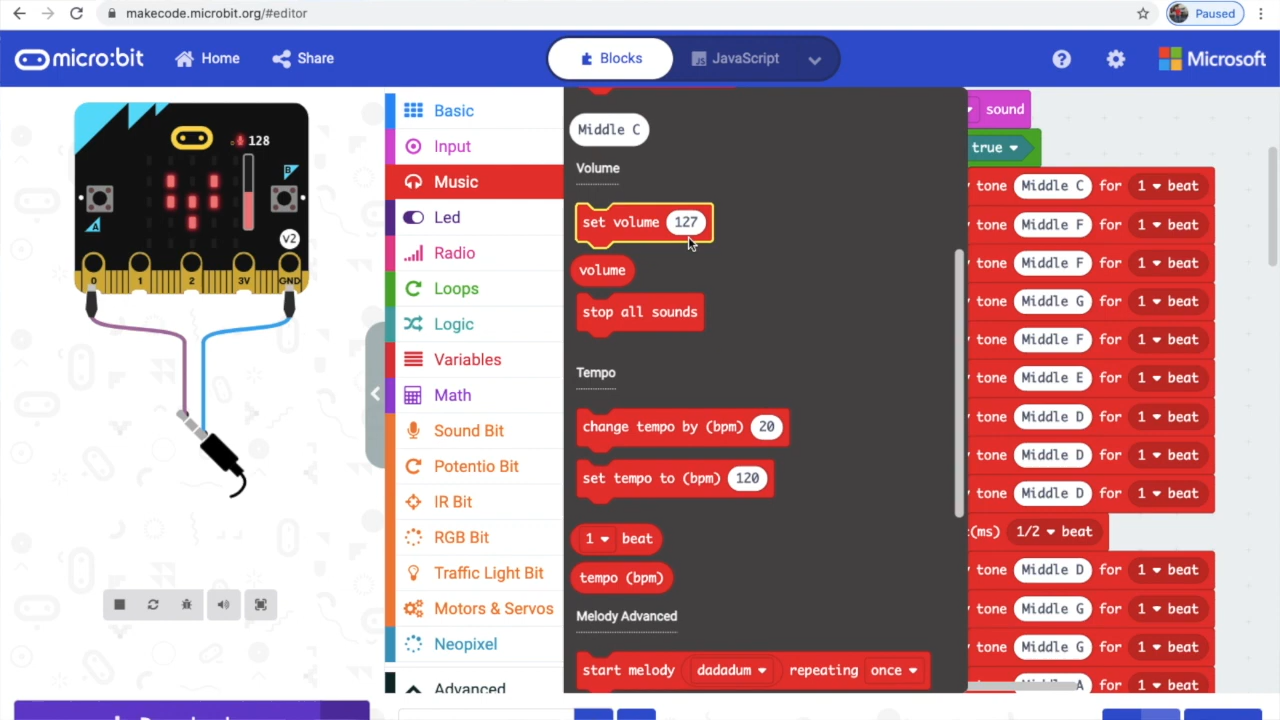 makecode.microbit.org/#editor
Paused
micro:bit
Home
Share
Blocks
JavaScript
Microsoft
128
B
A
V2
0 1 2 3V GND
Basic
Input
Music
Led
Radio
Loops
Logic
Variables
Math
Sound Bit
Potentio Bit
IR Bit
RGB Bit
Traffic Light Bit
Motors & Servos
Neopixel
Advanced
Middle C
Volume
set volume 127
volume
stop all sounds
Tempo
change tempo by (bpm) 20
set tempo to (bpm) 120
1 beat
tempo (bpm)
Melody Advanced
start melody dadadum repeating once
sound
true
tone Middle C for 1 beat
tone Middle F for 1 beat
tone Middle F for 1 beat
tone Middle G for 1 beat
tone Middle F for 1 beat
tone Middle E for 1 beat
tone Middle D for 1 beat
tone Middle D for 1 beat
tone Middle D for 1 beat
(ms) 1/2 beat
tone Middle D for 1 beat
tone Middle G for 1 beat
tone Middle G for 1 beat
tone Middle A for 1 beat